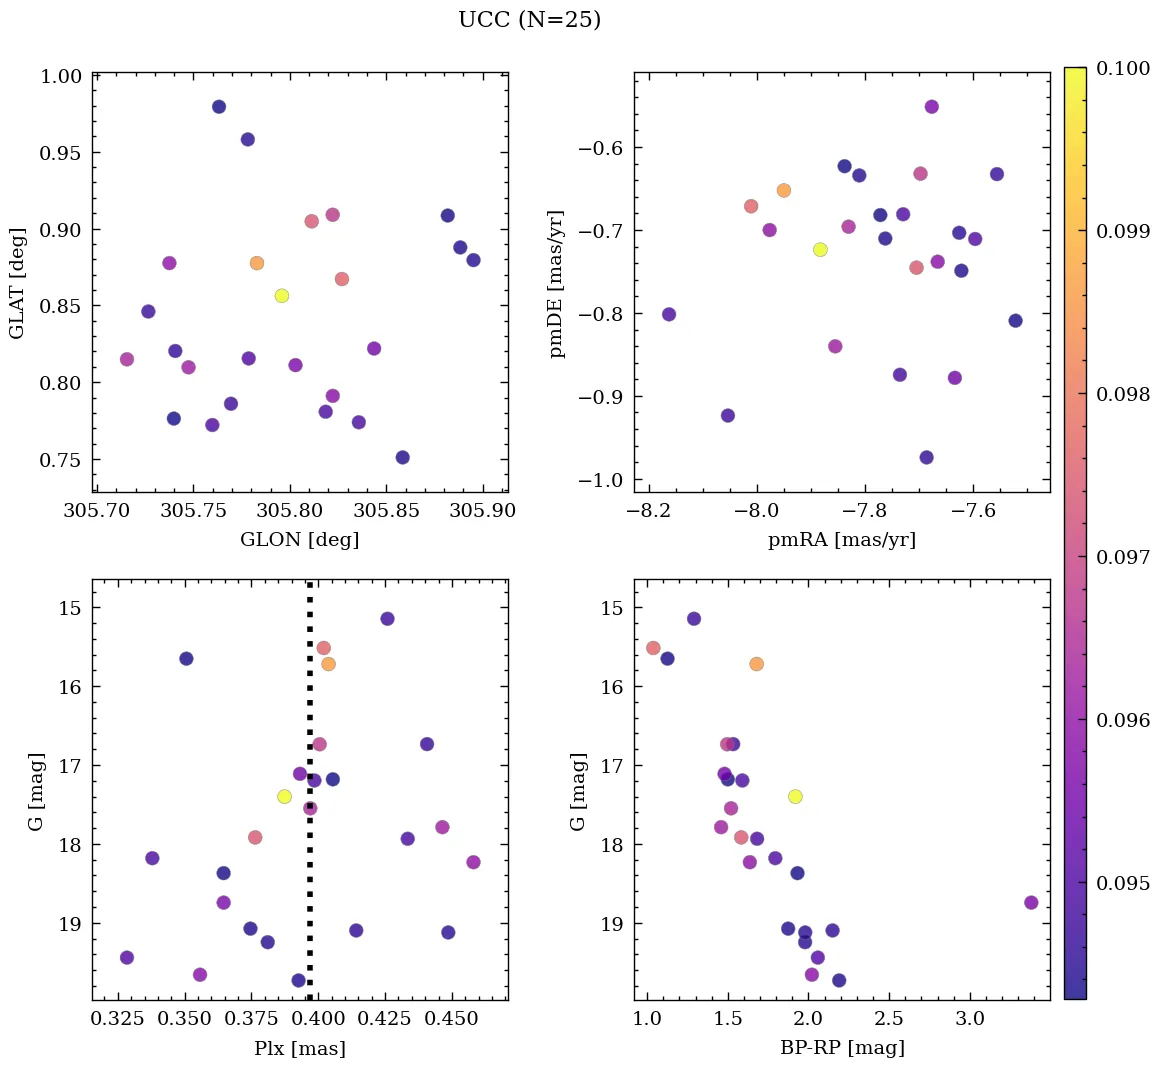 UCC (N=25)
1.00
0.95
0.90
0.85
0.80
0.75
GLAT [deg]
305.70 305.75 305.80 305.85 305.90
GLON [deg]
−0.6
−0.7
−0.8
−0.9
−1.0
pmDE [mas/yr]
−8.2 −8.0 −7.8 −7.6
pmRA [mas/yr]
0.100
0.099
0.098
0.097
0.096
0.095
15
16
17
18
19
G [mag]
0.325 0.350 0.375 0.400 0.425 0.450
Plx [mas]
15
16
17
18
19
G [mag]
1.0 1.5 2.0 2.5 3.0
BP-RP [mag]